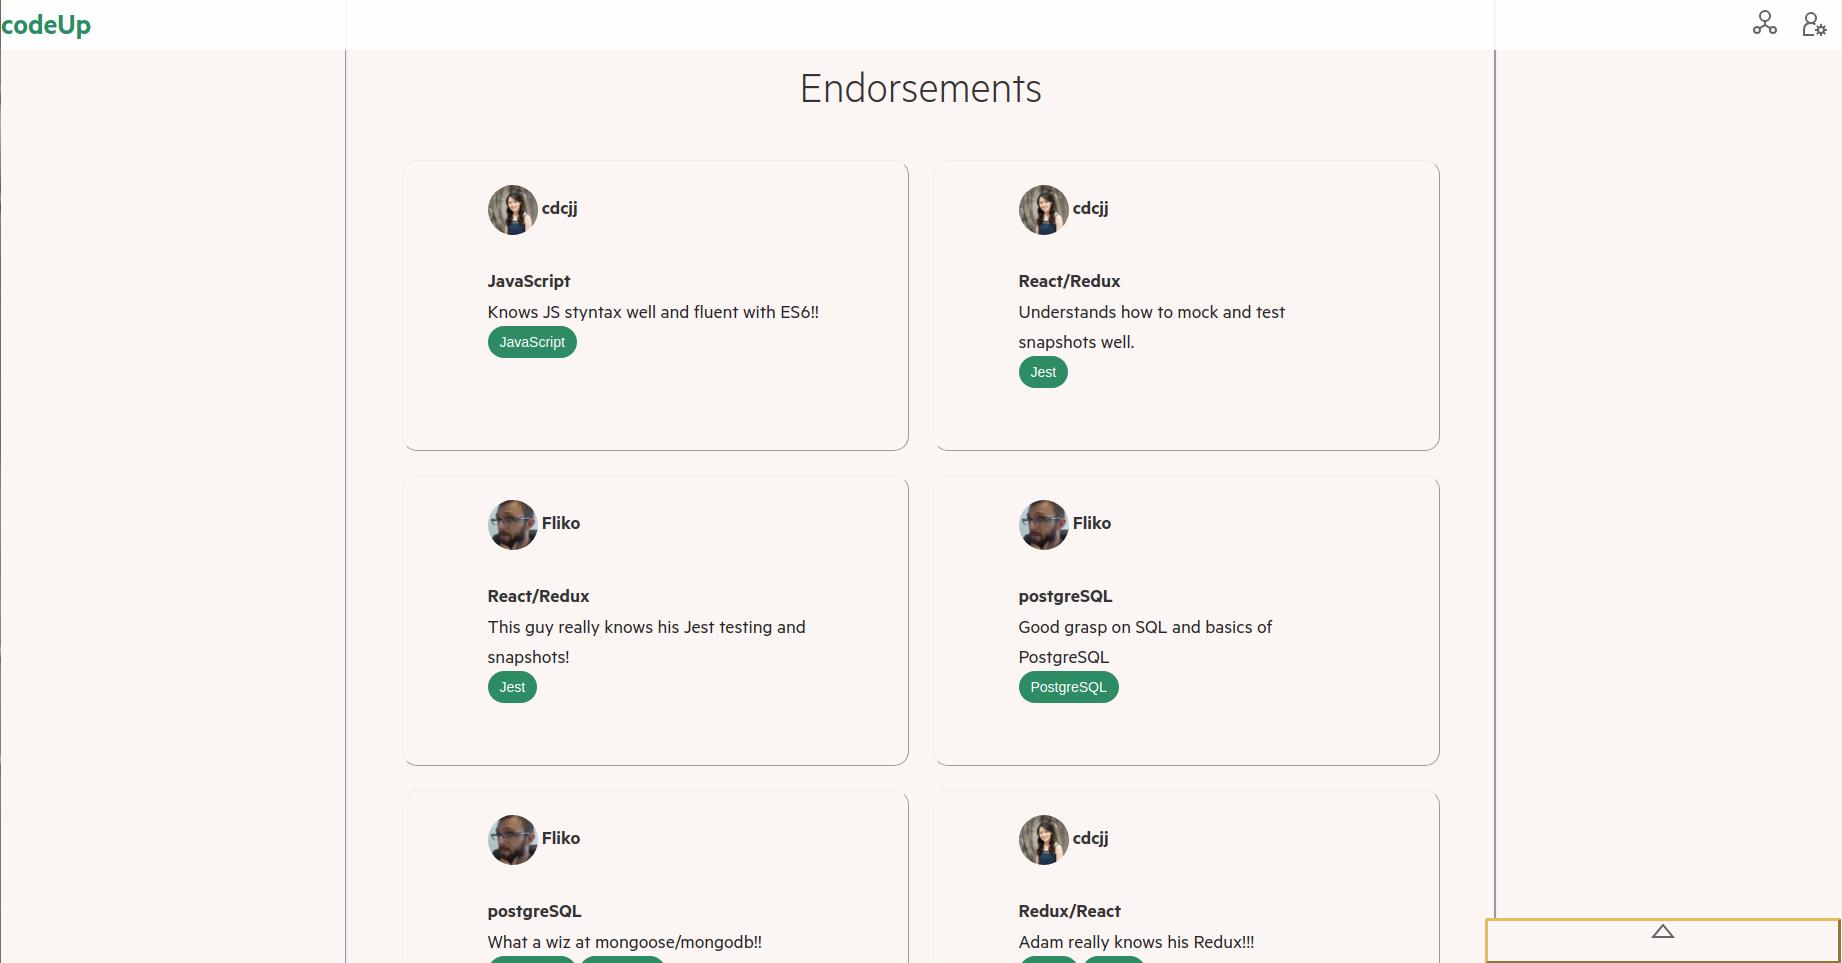 codeUp
Endorsements
cdcjj
JavaScript
Knows JS styntax well and fluent with ES6!!
JavaScript
cdcjj
React/Redux
Understands how to mock and test
snapshots well.
Jest
Fliko
React/Redux
This guy really knows his Jest testing and
snapshots!
Jest
Fliko
postgreSQL
Good grasp on SQL and basics of
PostgreSQL
PostgreSQL
Fliko
postgreSQL
What a wiz at mongoose/mongodb!!
cdcjj
Redux/React
Adam really knows his Redux!!!